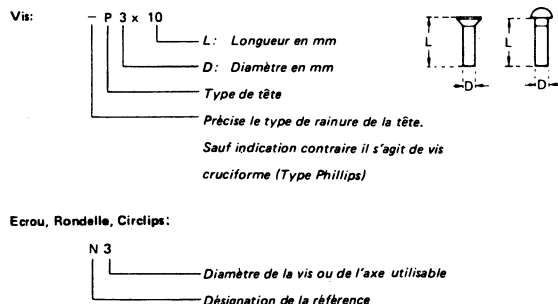 Vis: – P 3 x 10
L: Longueur en mm
D: Diamètre en mm
Type de tête
Précise le type de rainure de la tête.
Sauf indication contraire il s'agit de vis
cruciforme (Type Phillips)
L D L D
Ecrou, Rondelle, Circlips:
N 3
Diamètre de la vis ou de l'axe utilisable
Désignation de la référence